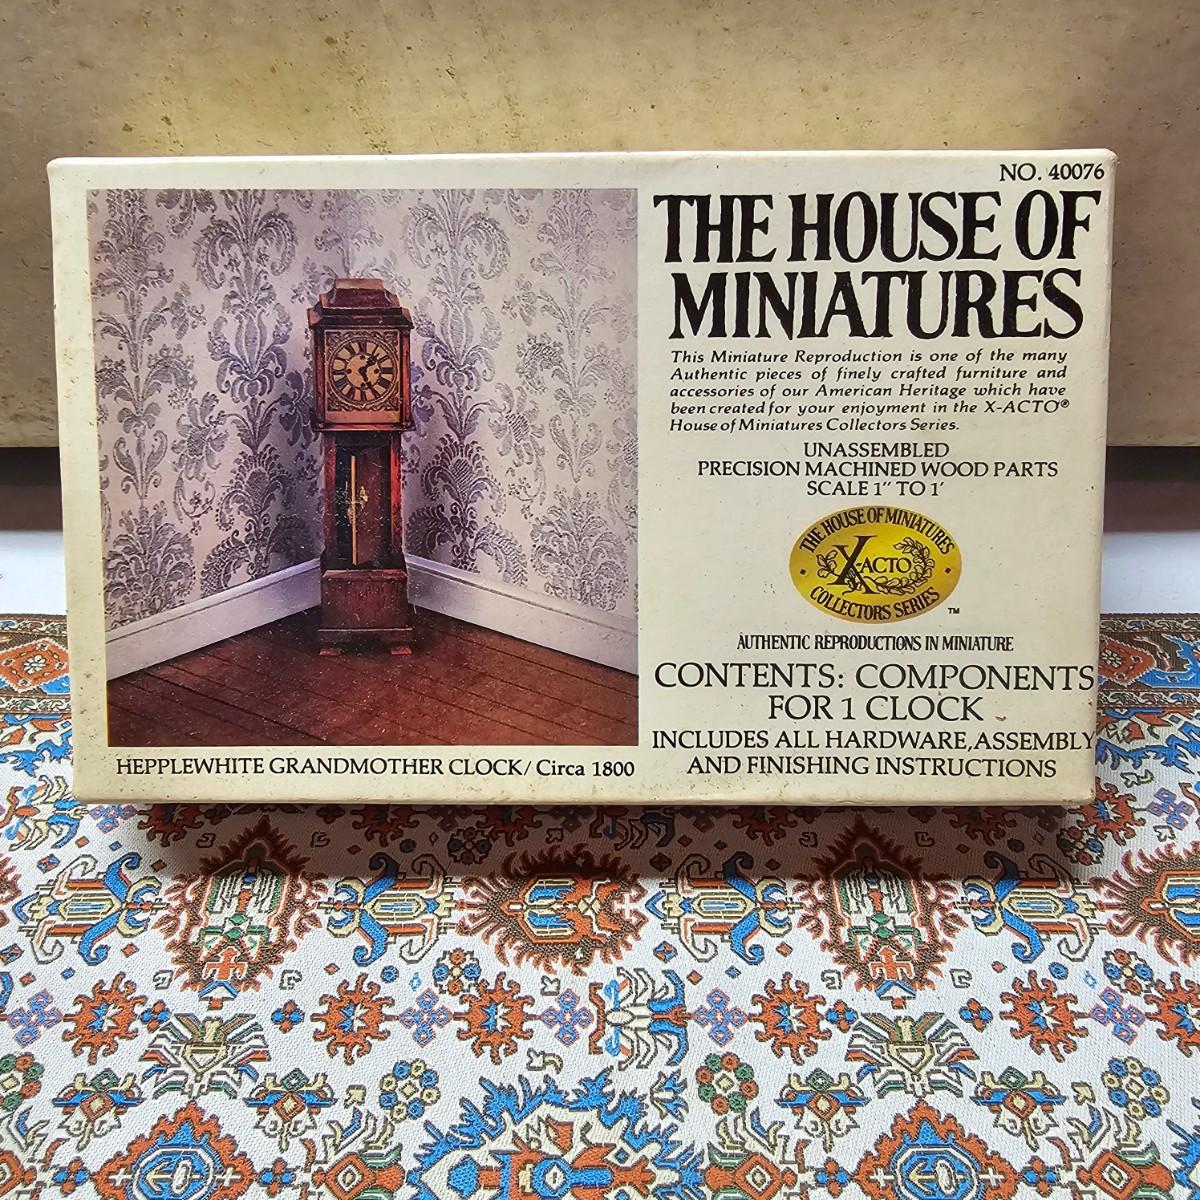 NO. 40076
THE HOUSE OF
MINIATURES
This Miniature Reproduction is one of the many
Authentic pieces of finely crafted furniture and
accessories of our American Heritage which have
been created for your enjoyment in the X-ACTO®
House of Miniatures Collectors Series.
UNASSEMBLED
PRECISION MACHINED WOOD PARTS
SCALE 1" TO 1'
THE HOUSE OF MINIATURES
X-ACTO
COLLECTORS SERIES
TM
AUTHENTIC REPRODUCTIONS IN MINIATURE
CONTENTS: COMPONENTS
FOR 1 CLOCK
INCLUDES ALL HARDWARE, ASSEMBLY
AND FINISHING INSTRUCTIONS
HEPPLEWHITE GRANDMOTHER CLOCK/ Circa 1800